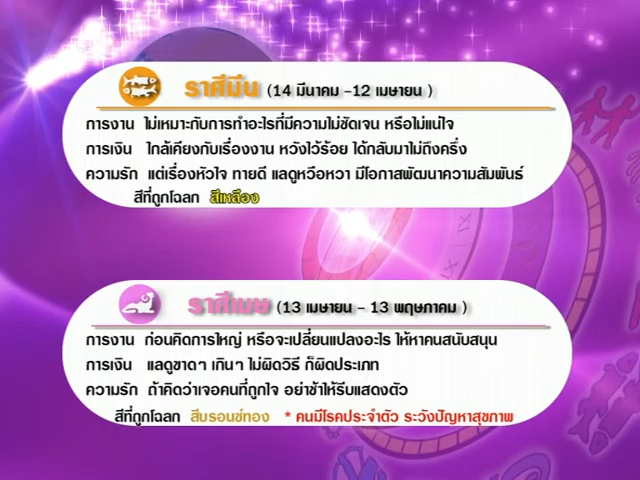 ราศีมีน (14 มีนาคม -12 เมษายน )
การงาน ไม่เหมาะกับการทำอะไรที่มีความไม่ชัดเจน หรือไม่แน่ใจ
การเงิน ใกล้เคียงกับเรื่องงาน หวังไว้ร้อย ได้กลับมาไม่ถึงครึ่ง
ความรัก แต่เรื่องหัวใจ ทายดี แลดูหวือหวา มีโอกาสพัฒนาความสัมพันธ์
สีที่ถูกโฉลก สีเหลือง
ราศีเมษ (13 เมษายน - 13 พฤษภาคม )
การงาน ก่อนคิดการใหญ่ หรือจะเปลี่ยนแปลงอะไร ให้หาคนสนับสนุน
การเงิน แลดูขาดๆ เกินๆ ไม่ผิดวิธี ก็ผิดประเภท
ความรัก ถ้าคิดว่าเจอคนที่ถูกใจ อย่าช้าให้รีบแสดงตัว
สีที่ถูกโฉลก สีบรอนซ์ทอง * คนมีโรคประจำตัว ระวังปัญหาสุขภาพ